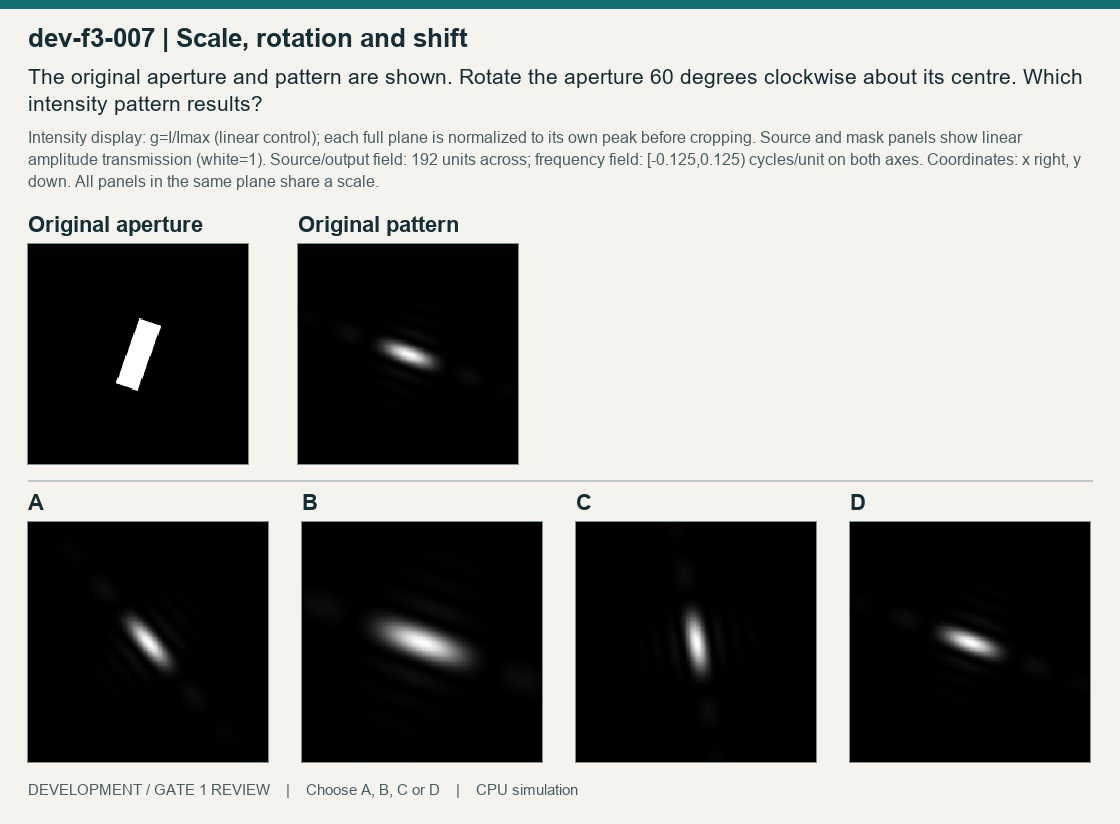 dev-f3-007 | Scale, rotation and shift
The original aperture and pattern are shown. Rotate the aperture 60 degrees clockwise about its centre. Which
intensity pattern results?
Intensity display: g=I/Imax (linear control); each full plane is normalized to its own peak before cropping. Source and mask panels show linear
amplitude transmission (white=1). Source/output field: 192 units across; frequency field: [-0.125,0.125) cycles/unit on both axes. Coordinates: x right, y
down. All panels in the same plane share a scale.
Original aperture
Original pattern
A
B
C
D
DEVELOPMENT / GATE 1 REVIEW | Choose A, B, C or D | CPU simulation